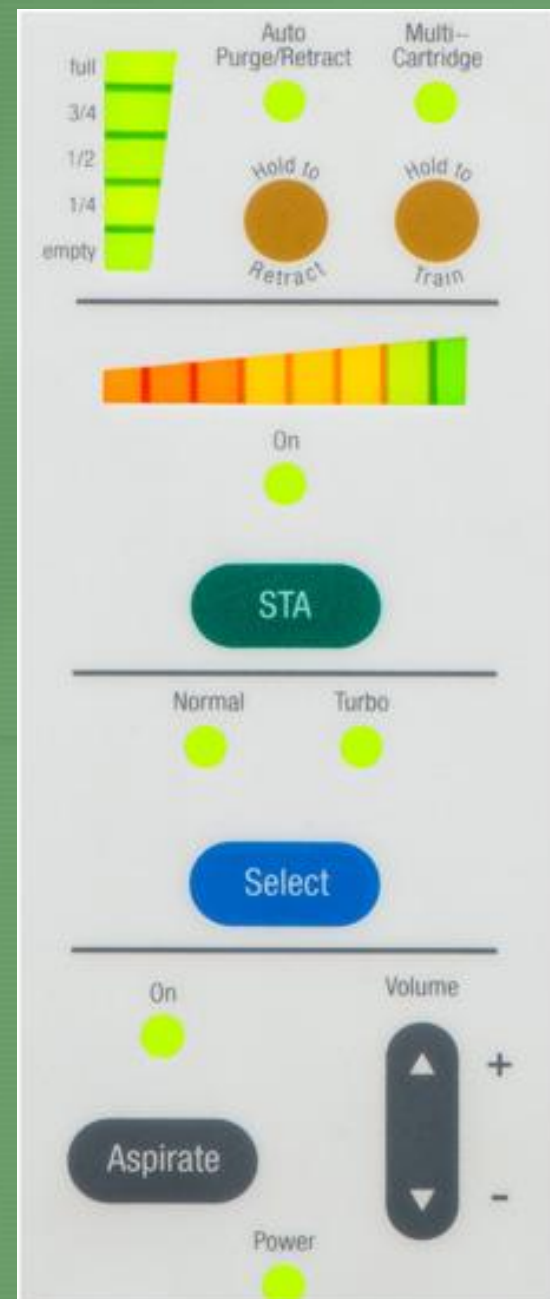 full
3/4
1/2
1/4
empty
Auto
Purge/Retract
Multi-
Cartridge
Hold to
Retract
Hold to
Train
On
STA
Normal
Turbo
Select
On
Volume
+
Aspirate
-
Power